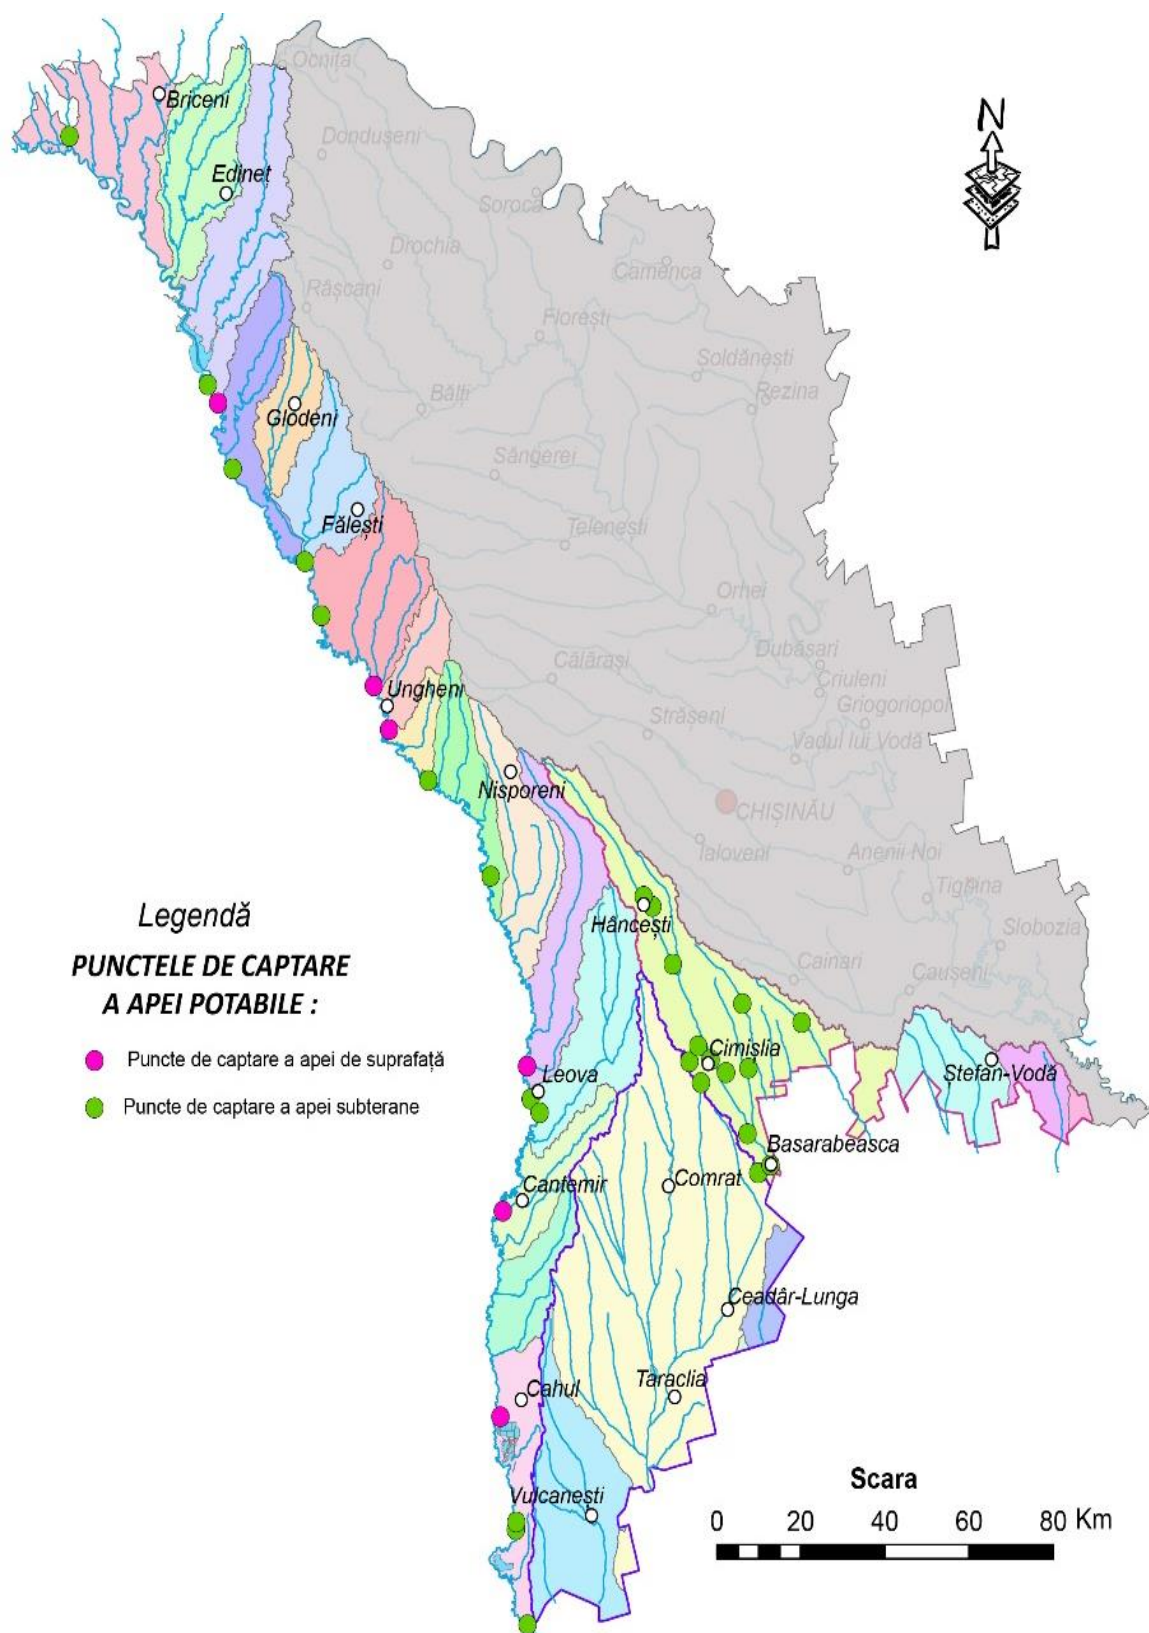 Ocnița
Briceni
N
Dondușeni
Edinet
Soroca
Drochia
Camenca
Râșcani
Florești
Soldănești
Rezina
Bălți
Glodeni
Sângerei
Fălești
Telenești
Orhei
Dubăsari
Călărași
Criuleni
Ungheni
Griogoriopol
Strășeni
Vadul lui Vodă
Nisporeni
CHIȘINĂU
Ialoveni
Anenii Noi
Tighina
Hâncești
Slobozia
Legendă
PUNCTELE DE CAPTARE
A APEI POTABILE :
Cainari
Căușeni
Puncte de captare a apei de suprafață
Cimișlia
Ștefan-Vodă
Leova
Puncte de captare a apei subterane
Basarabeasca
Cantemir
Comrat
Ceadâr-Lunga
Taraclia
Cahul
Scara
Vulcanești
0 20 40 60 80 Km